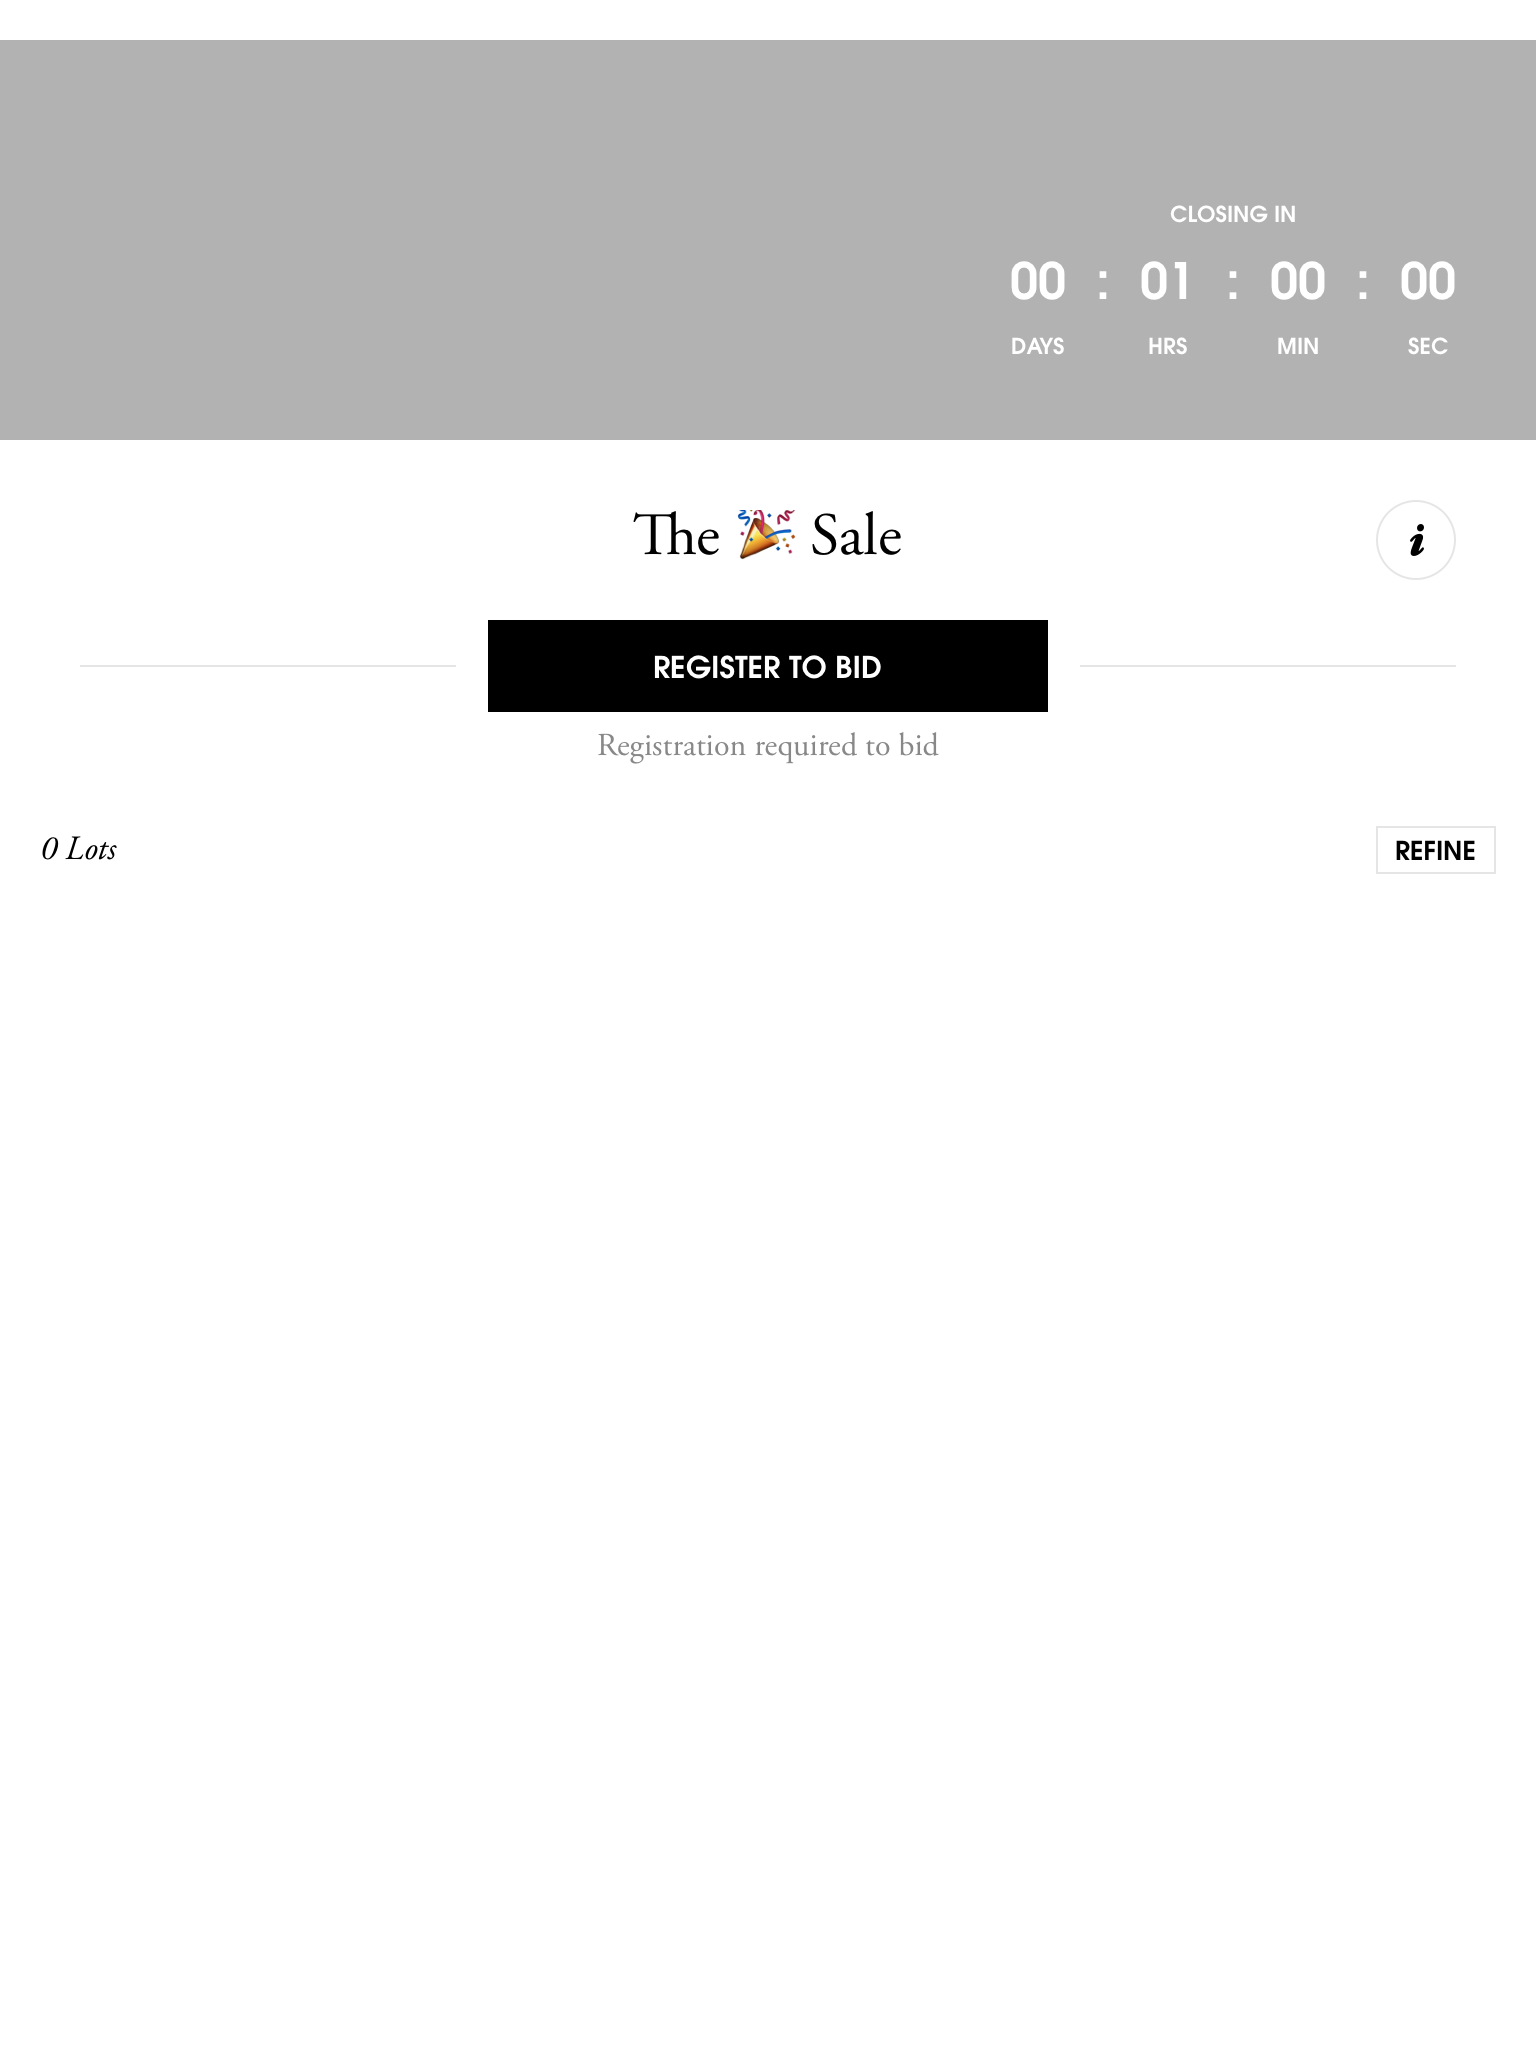 CLOSING IN
00 : 01 : 00 : 00
DAYS HRS MIN SEC
The 🎉 Sale
i
REGISTER TO BID
Registration required to bid
0 Lots
REFINE